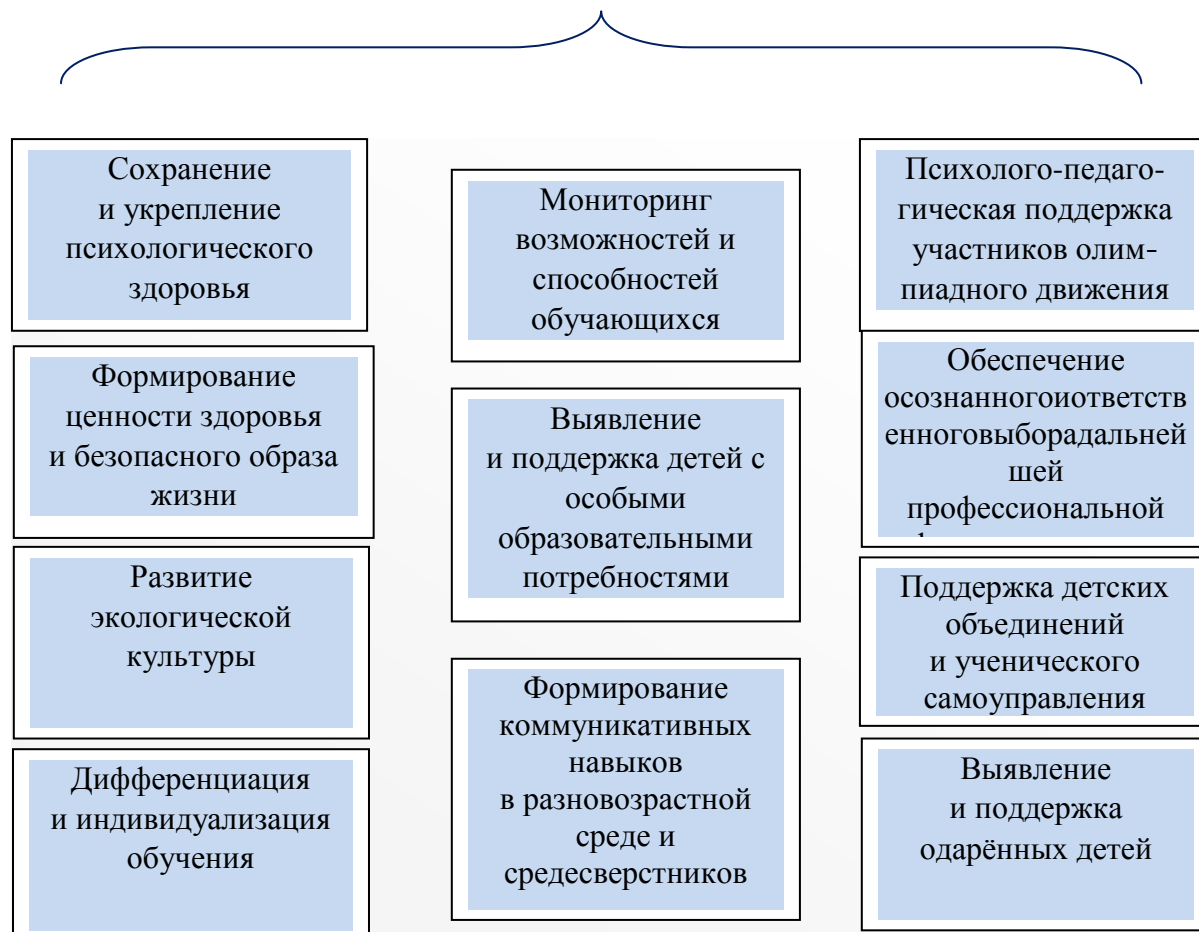 Сохранение
и укрепление
психологического
здоровья
Формирование
ценности здоровья
и безопасного образа
жизни
Развитие
экологической
культуры
Дифференциация
и индивидуализация
обучения
Мониторинг
возможностей и
способностей
обучающихся
Выявление
и поддержка детей с
особыми
образовательными
потребностями
Формирование
коммуникативных
навыков
в разновозрастной
среде и
средесверстников
Психолого-педаго-
гическая поддержка
участников олим-
пиадного движения
Обеспечение
осознанногоиответств
енноговыборадальней
шей
профессиональной
Поддержка детских
объединений
и ученического
самоуправления
Выявление
и поддержка
одарённых детей